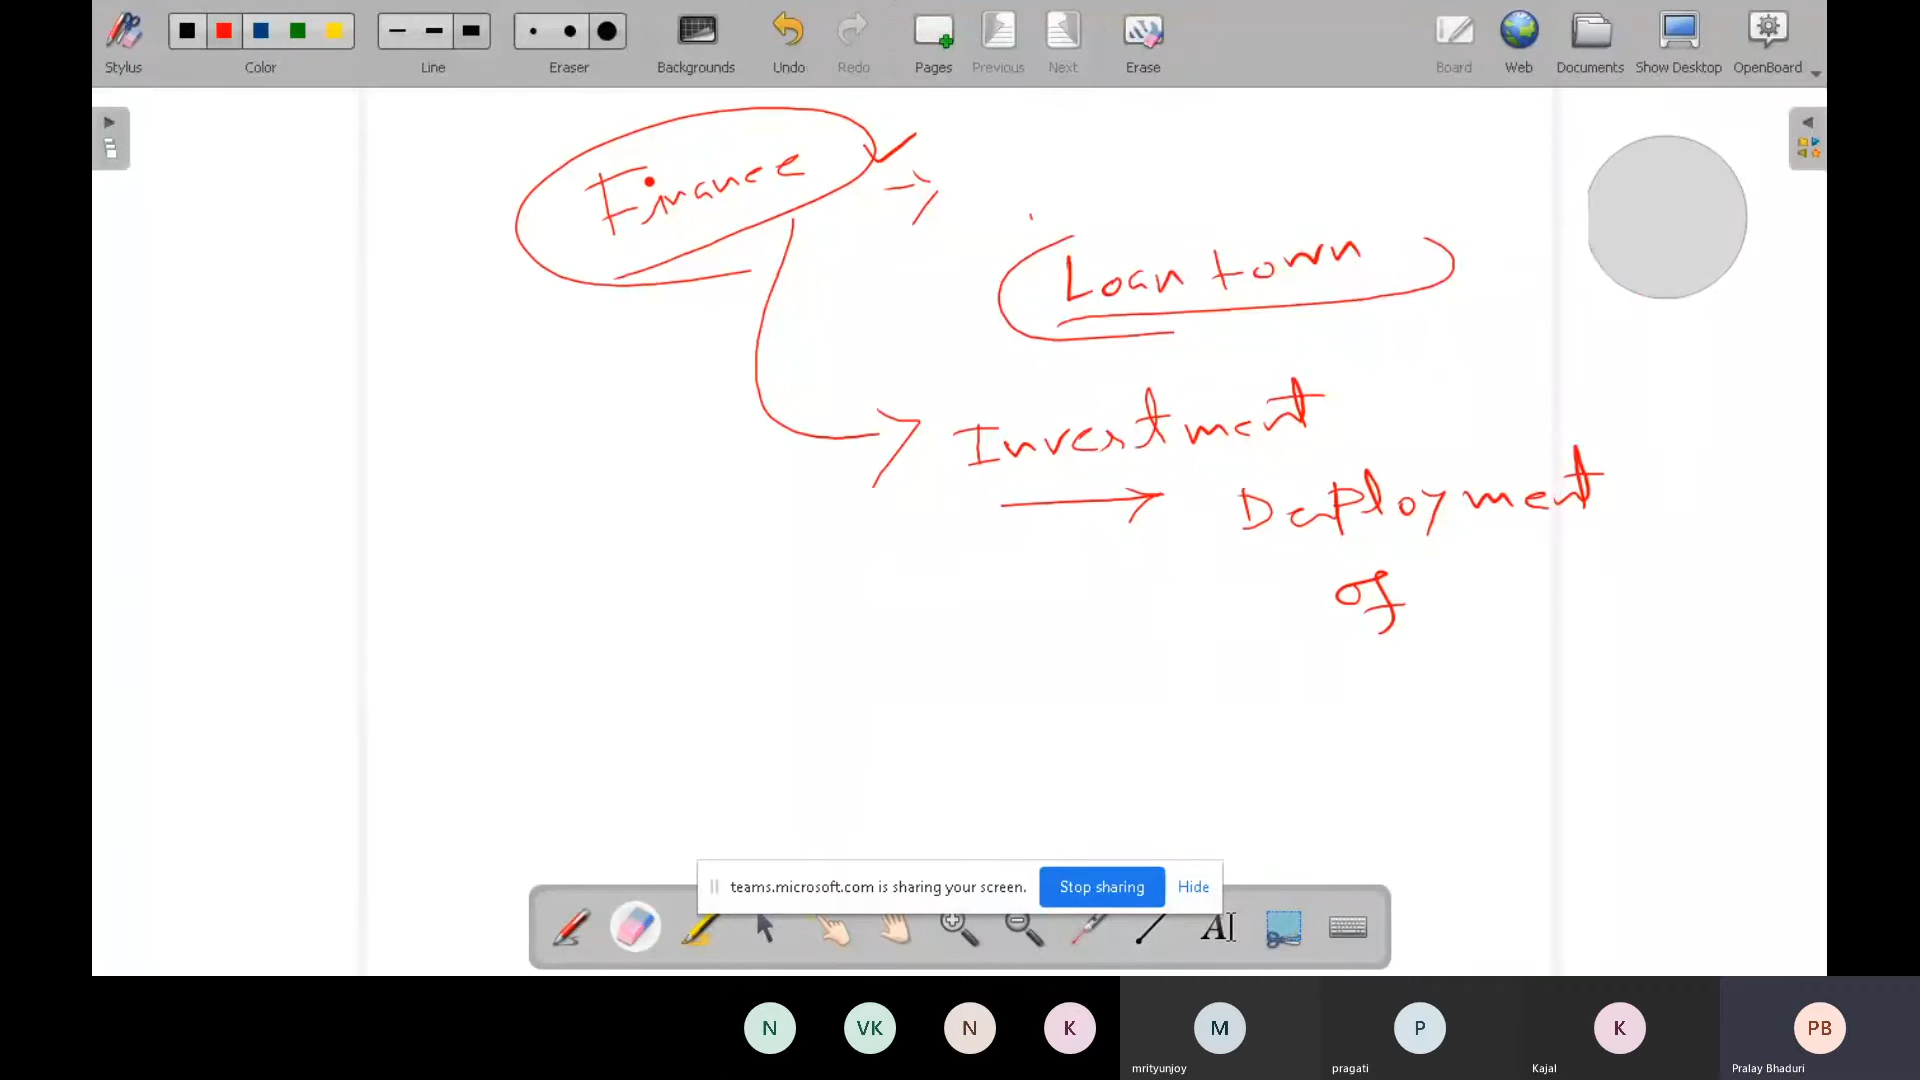 Stylus
Color
Line
Eraser
Backgrounds
Undo
Redo
Pages
Previous
Next
Erase
Board
Web
Documents
Show Desktop
OpenBoard
Finance
Loan town
Investment
Deployment
of
teams.microsoft.com is sharing your screen.
Stop sharing
Hide
AI
N
VK
N
K
M
P
K
PB
mrityunjoy
pragati
Kajal
Pralay Bhaduri